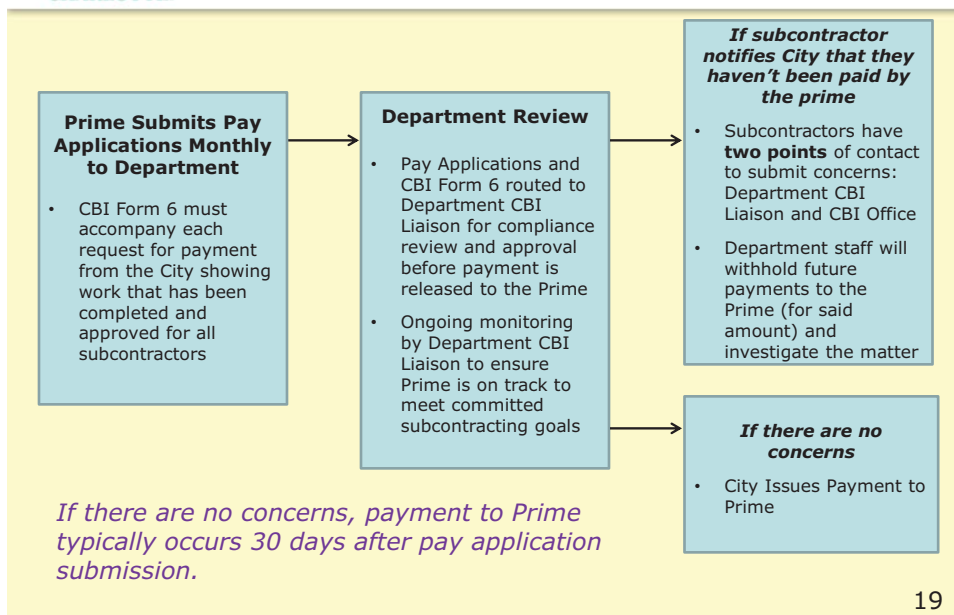 Prime Submits Pay
Applications Monthly
to Department
• CBI Form 6 must
accompany each
request for payment
from the City showing
work that has been
completed and
approved for all
subcontractors
Department Review
• Pay Applications and
CBI Form 6 routed to
Department CBI
Liaison for compliance
review and approval
before payment is
released to the Prime
• Ongoing monitoring
by Department CBI
Liaison to ensure
Prime is on track to
meet committed
subcontracting goals
If subcontractor
notifies City that they
haven't been paid by
the prime
• Subcontractors have
two points of contact
to submit concerns:
Department CBI
Liaison and CBI Office
• Department staff will
withhold future
payments to the
Prime (for said
amount) and
investigate the matter
If there are no
concerns
• City Issues Payment to
Prime
If there are no concerns, payment to Prime
typically occurs 30 days after pay application
submission.
19